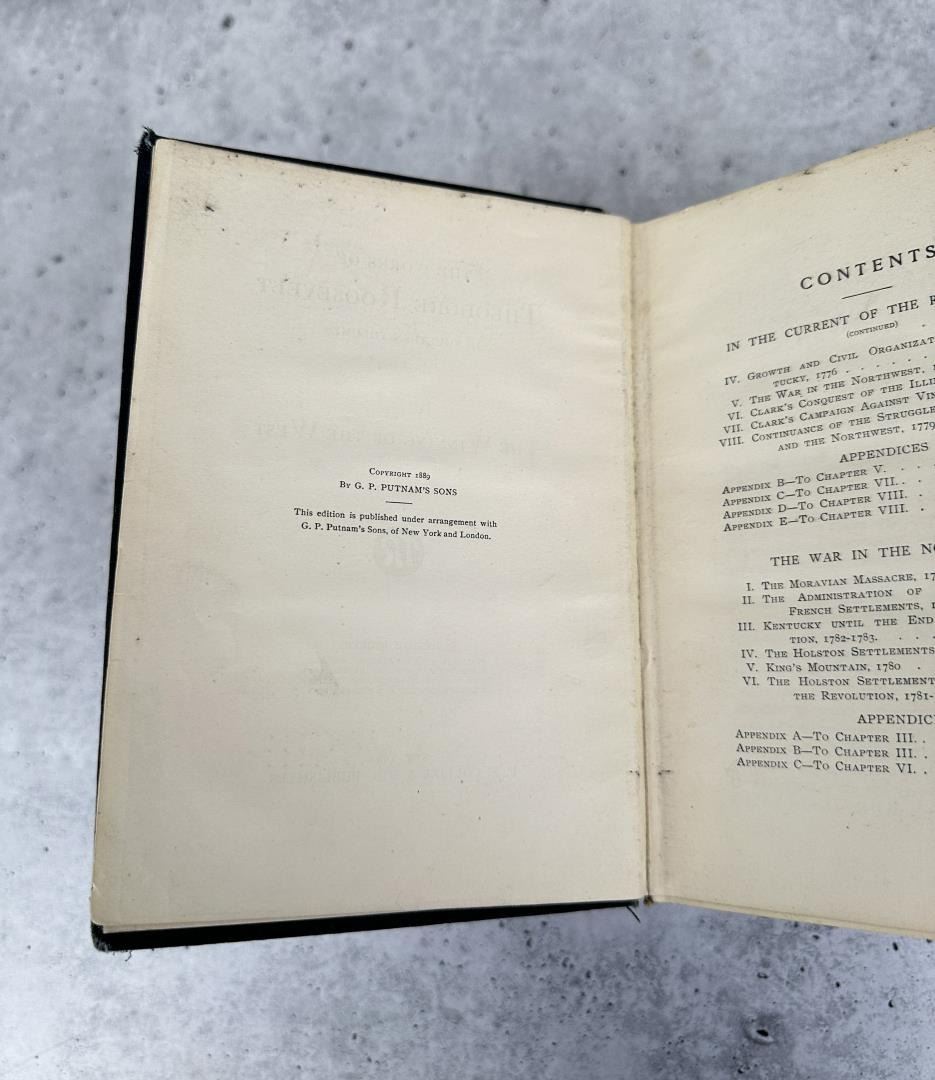 COPYRIGHT 1889
BY G. P. PUTNAM'S SONS
This edition is published under arrangement with
G. P. Putnam's Sons, of New York and London.
CONTENTS
IN THE CURRENT OF THE
(CONTINUED)
IV. GROWTH AND CIVIL ORGANIZAT
TUCKY, 1776 . . . . . .
V. THE WAR IN THE NORTHWEST,
VI. CLARK'S CONQUEST OF THE ILLI
VII. CLARK'S CAMPAIGN AGAINST VIN
VIII. CONTINUANCE OF THE STRUGGLE
AND THE NORTHWEST, 1779
APPENDICES
APPENDIX B—TO CHAPTER V. . . .
APPENDIX C—TO CHAPTER VII. . .
APPENDIX D—TO CHAPTER VIII. .
APPENDIX E—TO CHAPTER VIII. .
THE WAR IN THE NO
I. THE MORAVIAN MASSACRE, 17
II. THE ADMINISTRATION OF
FRENCH SETTLEMENTS, 1
III. KENTUCKY UNTIL THE END
TION, 1782-1783. . . .
IV. THE HOLSTON SETTLEMENTS
V. KING'S MOUNTAIN, 1780 .
VI. THE HOLSTON SETTLEMENT
THE REVOLUTION, 1781-
APPENDIC
APPENDIX A—TO CHAPTER III. .
APPENDIX B—TO CHAPTER III. .
APPENDIX C—TO CHAPTER VI. .